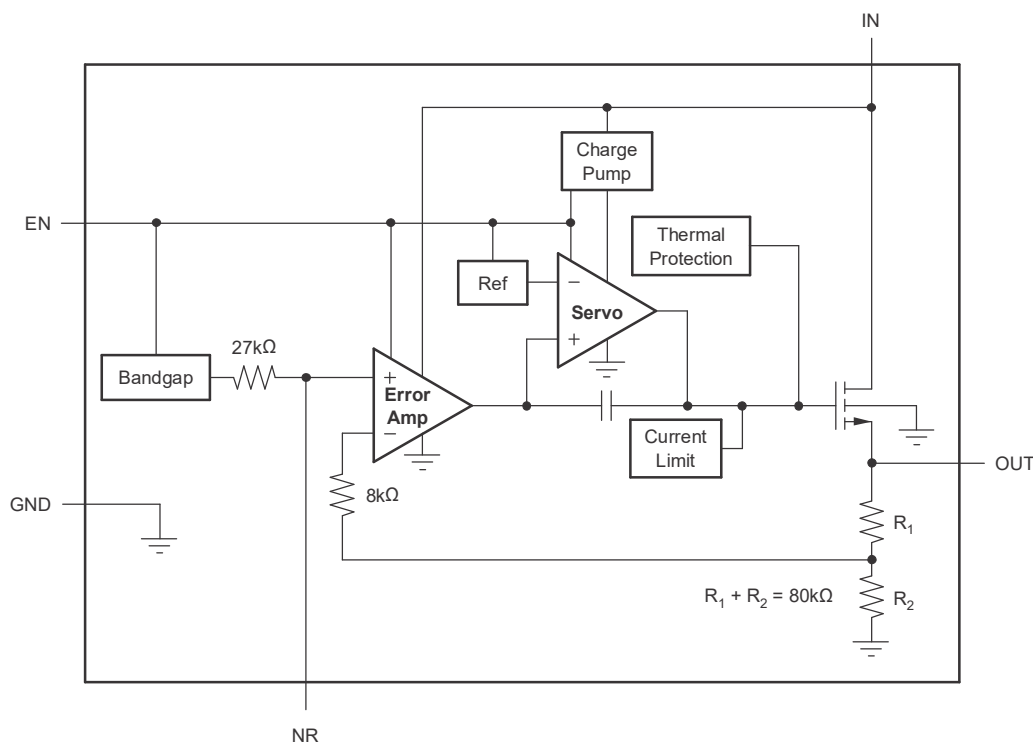 IN
Charge
Pump
EN
Thermal
Protection
Ref
−
Servo
+
27kΩ
Bandgap
+
Error
Amp
−
Current
Limit
OUT
8kΩ
GND
R1
R1 + R2 = 80kΩ
R2
NR